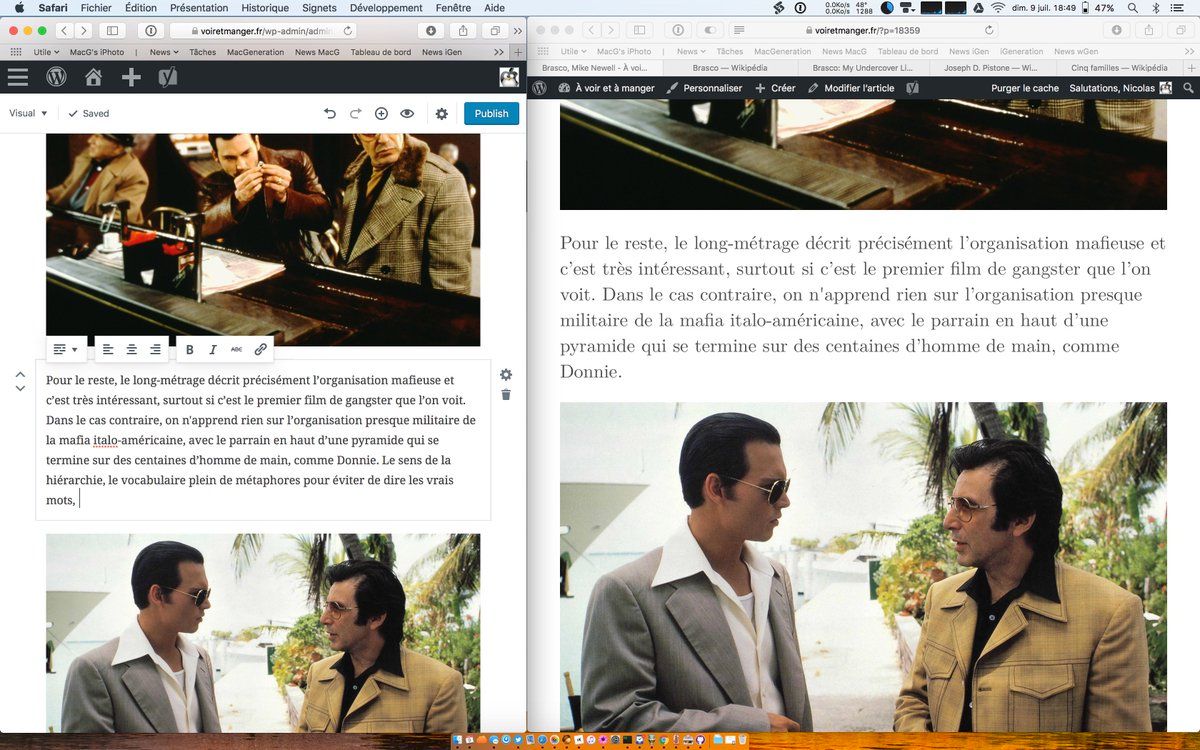 Safari Fichier Édition Présentation Historique Signets Développement Fenêtre Aide
0.0Ko/s 48° 0.0Ko/s 1288 dim. 9 juil. 18:49 47%
voiretmanger.fr/wp-admin/admin
Utile MacG's iPhoto News Tâches MacGeneration News MacG Tableau de bord News iGen
Visual Saved Publish
B I ABC
Pour le reste, le long-métrage décrit précisément l’organisation mafieuse et
c’est très intéressant, surtout si c’est le premier film de gangster que l’on voit.
Dans le cas contraire, on n'apprend rien sur l’organisation presque militaire de
la mafia italo-américaine, avec le parrain en haut d’une pyramide qui se
termine sur des centaines d’homme de main, comme Donnie. Le sens de la
hiérarchie, le vocabulaire plein de métaphores pour éviter de dire les vrais
mots,
voiretmanger.fr/?p=18359
Utile MacG's iPhoto News Tâches MacGeneration News MacG Tableau de bord News iGen iGeneration News wGen
Brasco, Mike Newell - À voi... Brasco — Wikipédia Brasco: My Undercover Li... Joseph D. Pistone — Wi... Cinq familles — Wikipédia
À voir et à manger Personnaliser Créer Modifier l’article Purger le cache Salutations, Nicolas
Pour le reste, le long-métrage décrit précisément l’organisation mafieuse et
c’est très intéressant, surtout si c’est le premier film de gangster que l’on
voit. Dans le cas contraire, on n'apprend rien sur l’organisation presque
militaire de la mafia italo-américaine, avec le parrain en haut d’une
pyramide qui se termine sur des centaines d’homme de main, comme
Donnie.